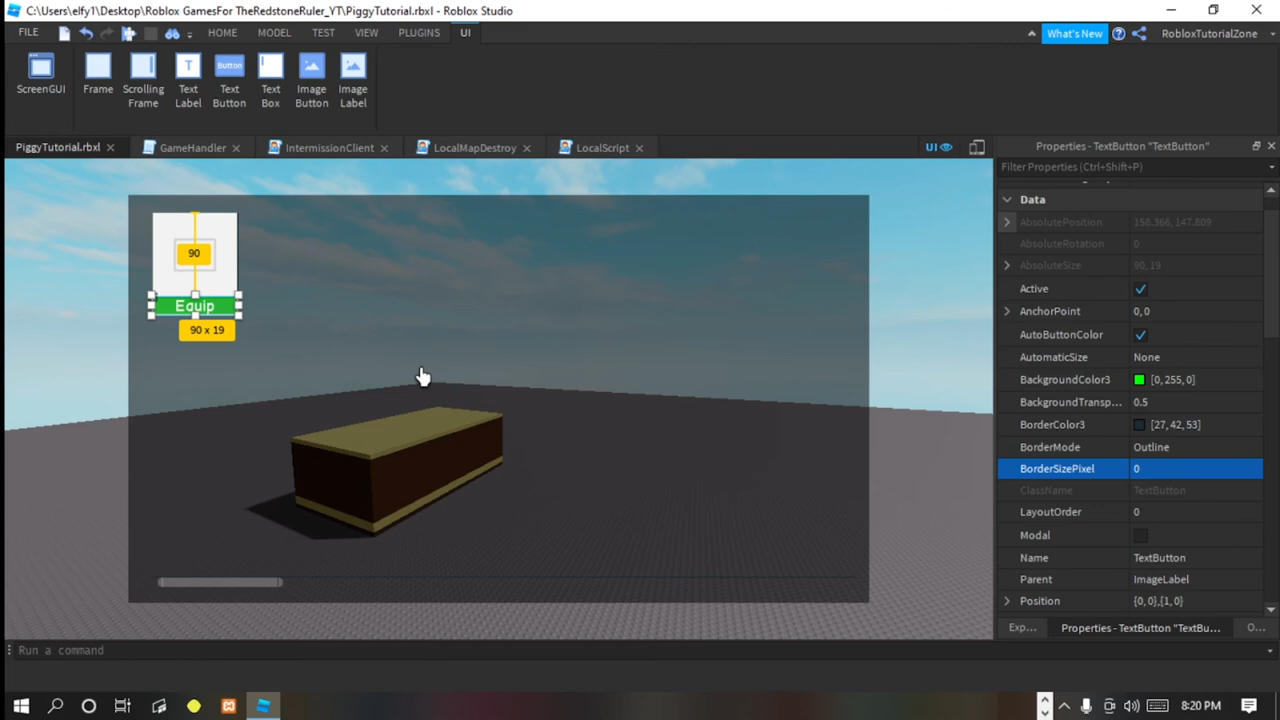 C:\Users\elfy1\Desktop\Roblox GamesFor TheRedstoneRuler_YT\PiggyTutorial.rbxl - Roblox Studio
FILE
HOME
MODEL
TEST
VIEW
PLUGINS
UI
What's New
RobloxTutorialZone
ScreenGUI
Frame
Scrolling Frame
Text Label
Button
Text Button
Text Box
Image Button
Image Label
PiggyTutorial.rbxl
GameHandler
IntermissionClient
LocalMapDestroy
LocalScript
UI
Properties - TextButton "TextButton"
Filter Properties (Ctrl+Shift+P)
Data
AbsolutePosition 158.366, 147.809
AbsoluteRotation 0
AbsoluteSize 90, 19
Active
AnchorPoint 0,0
AutoButtonColor
AutomaticSize None
BackgroundColor3 [0, 255, 0]
BackgroundTransp... 0.5
BorderColor3 [27, 42, 53]
BorderMode Outline
BorderSizePixel 0
ClassName TextButton
LayoutOrder 0
Modal
Name TextButton
Parent ImageLabel
Position {0, 0},{1, 0}
90
Equip
90 x 19
Exp...
Properties - TextButton "TextBu...
O...
Run a command
8:20 PM